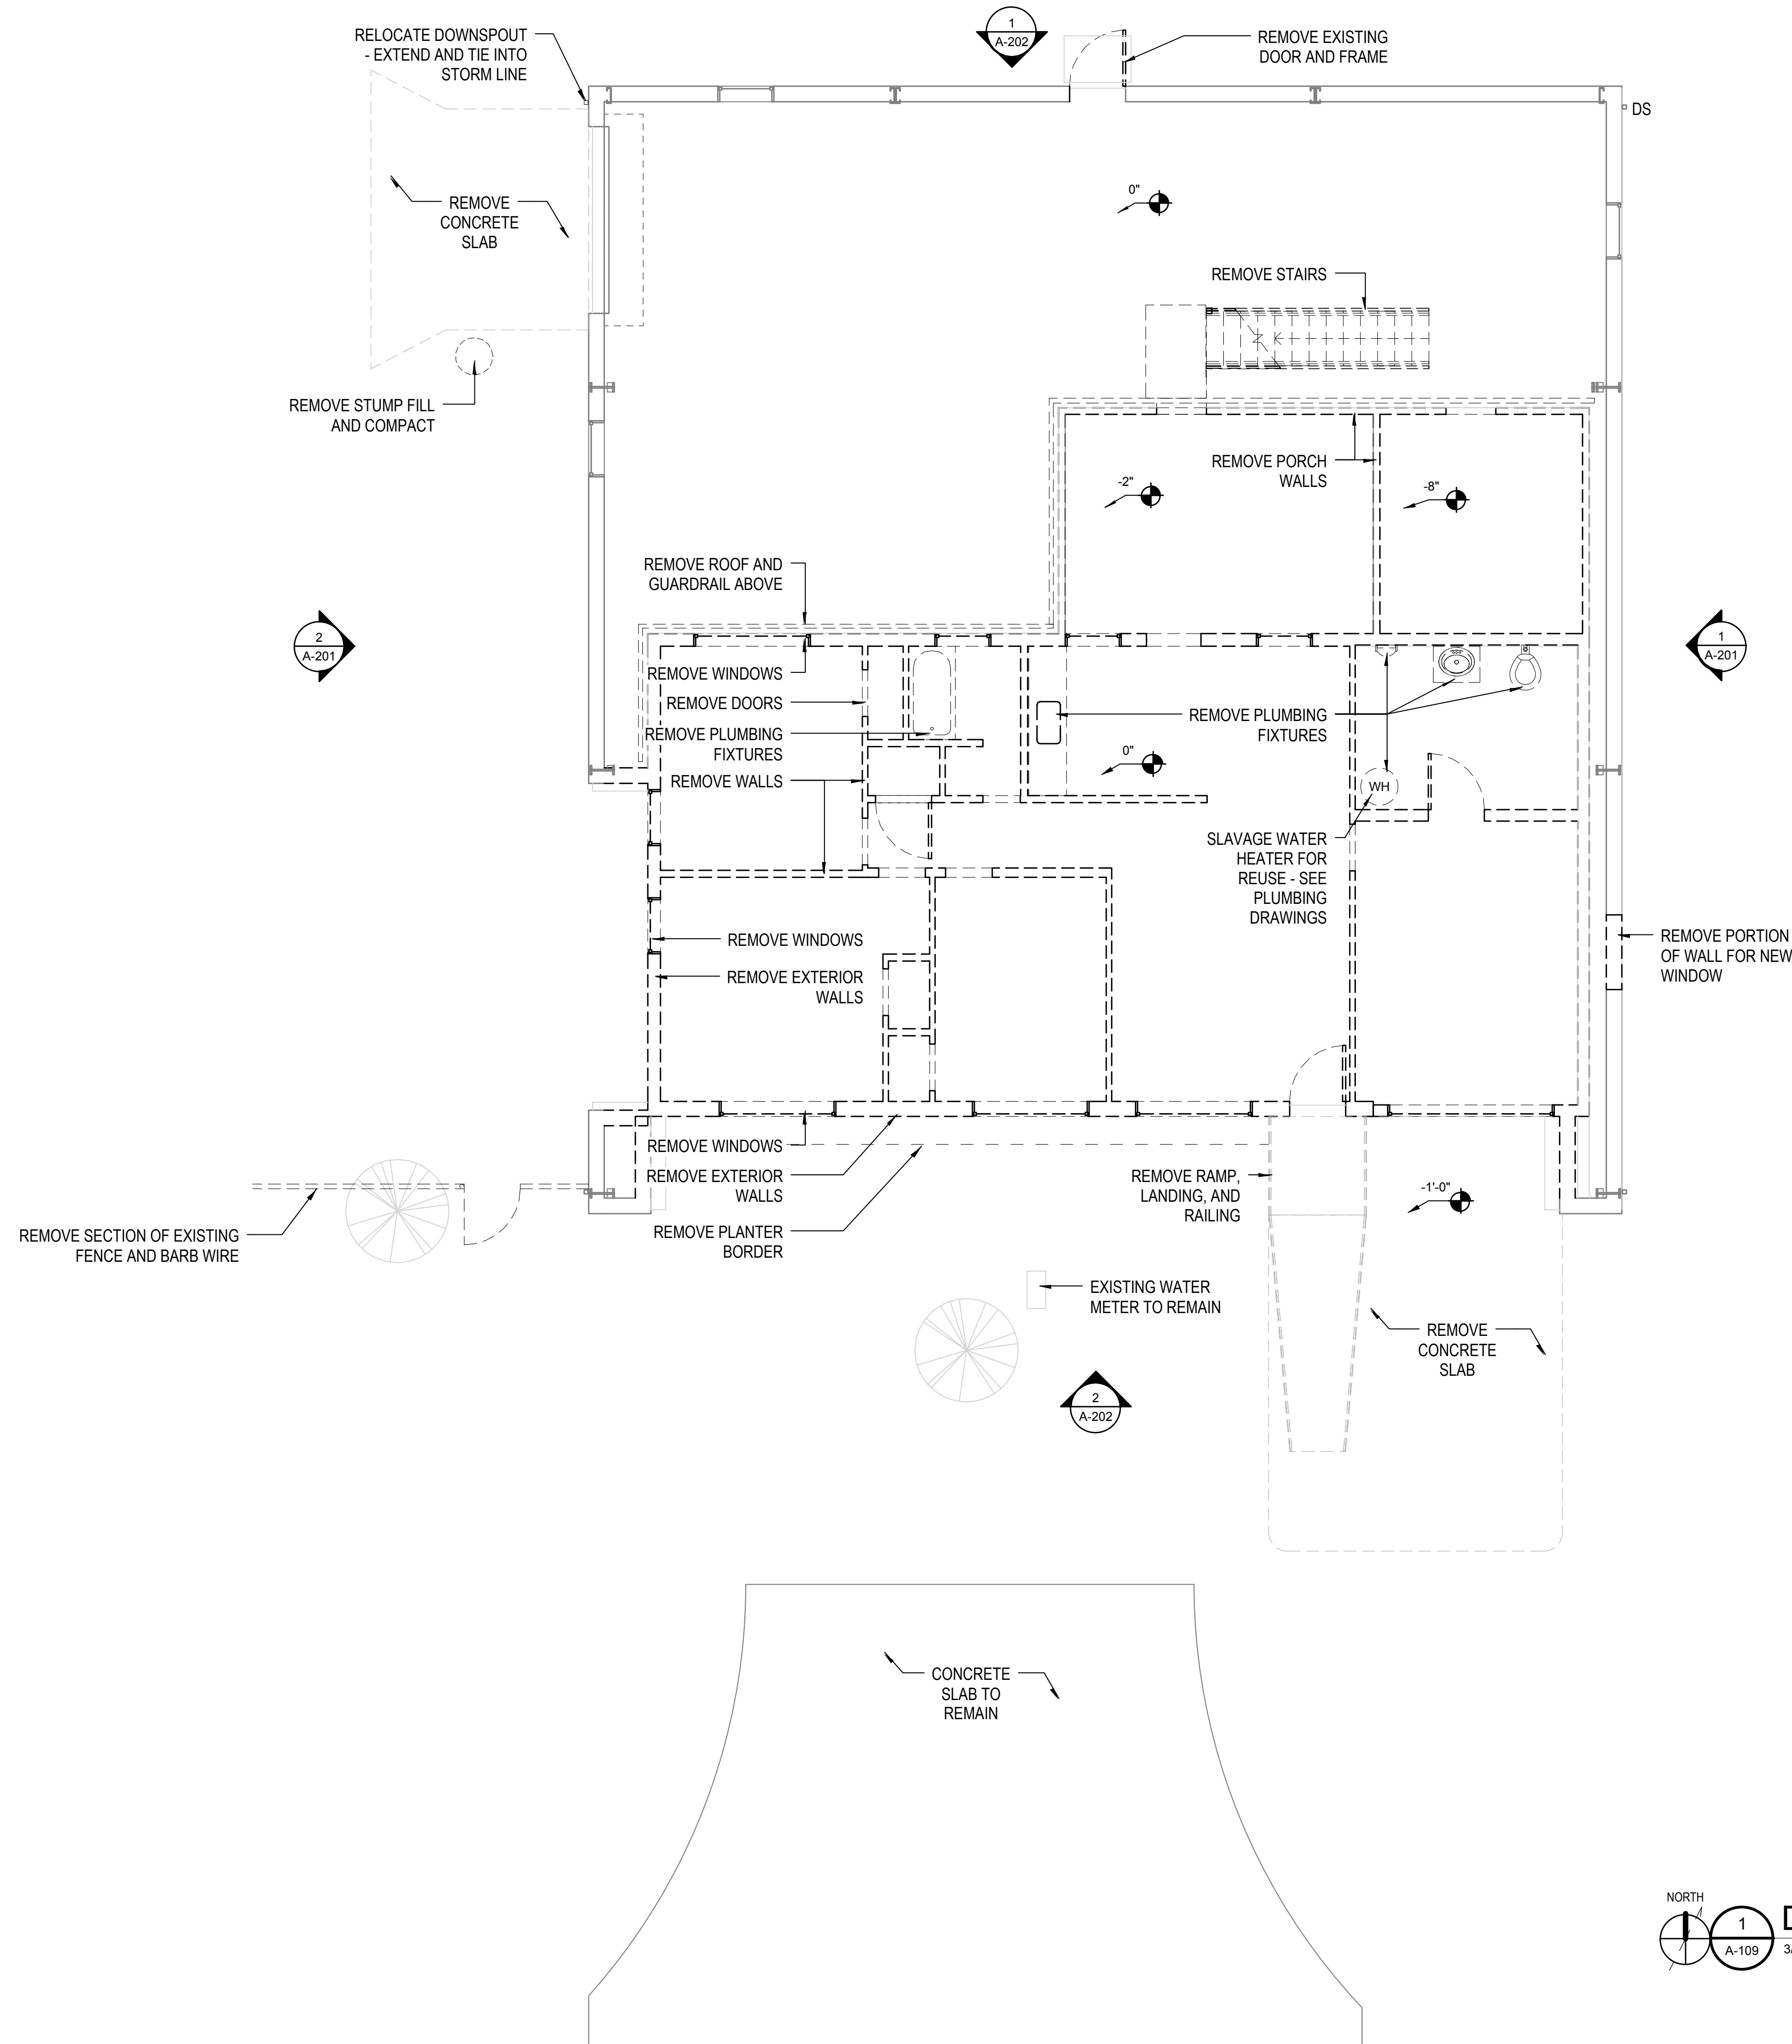 1
A-202
RELOCATE DOWNSPOUT
- EXTEND AND TIE INTO
STORM LINE
REMOVE EXISTING
DOOR AND FRAME
DS
REMOVE
CONCRETE
SLAB
0"
REMOVE STAIRS
REMOVE STUMP FILL
AND COMPACT
REMOVE PORCH
WALLS
-2"
-8"
REMOVE ROOF AND
GUARDRAIL ABOVE
2
A-201
1
A-201
REMOVE WINDOWS
REMOVE DOORS
REMOVE PLUMBING
FIXTURES
REMOVE PLUMBING
FIXTURES
REMOVE WALLS
0"
WH
SLAVAGE WATER
HEATER FOR
REUSE - SEE
PLUMBING
DRAWINGS
REMOVE WINDOWS
REMOVE PORTION
OF WALL FOR NEW
WINDOW
REMOVE EXTERIOR
WALLS
REMOVE WINDOWS
REMOVE EXTERIOR
WALLS
REMOVE RAMP,
LANDING, AND
RAILING
-1'-0"
REMOVE PLANTER
BORDER
REMOVE SECTION OF EXISTING
FENCE AND BARB WIRE
EXISTING WATER
METER TO REMAIN
REMOVE
CONCRETE
SLAB
2
A-202
CONCRETE
SLAB TO
REMAIN
NORTH
1
A-109